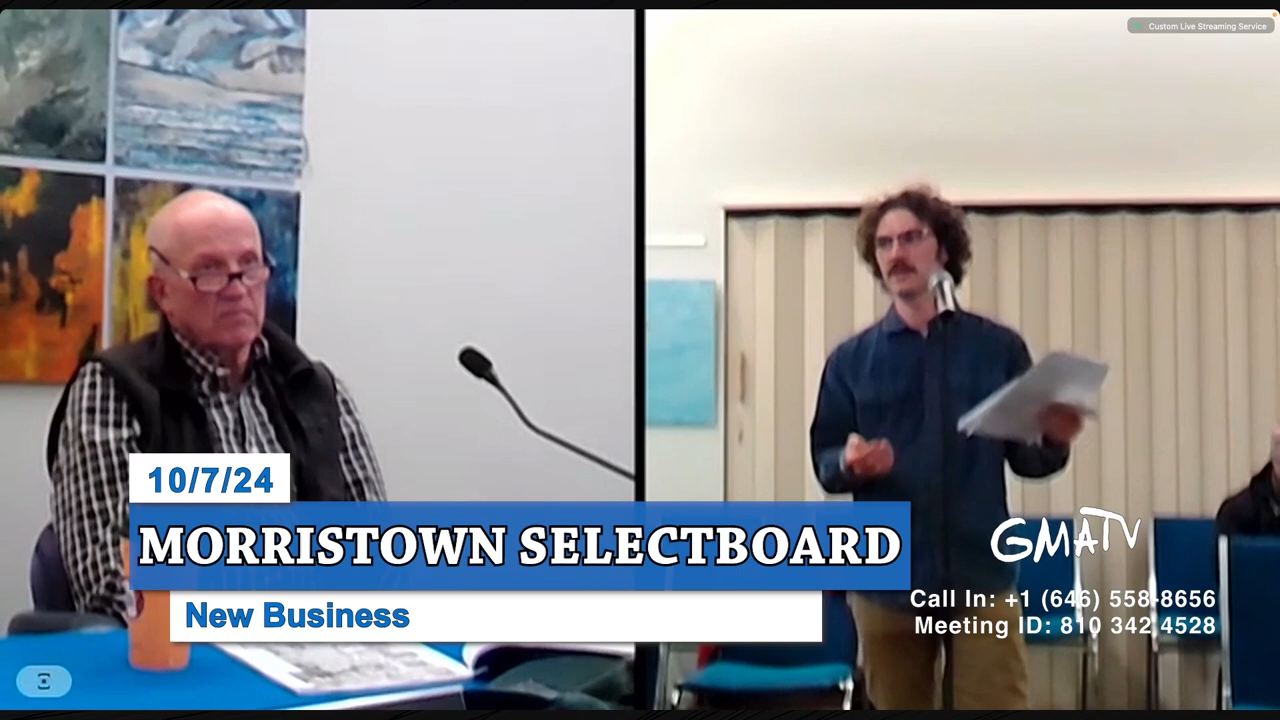 Custom Live Streaming Service
10/7/24
MORRISTOWN SELECTBOARD
New Business
GMATV
Call In: +1 (646) 558-8656
Meeting ID: 810 342 4528